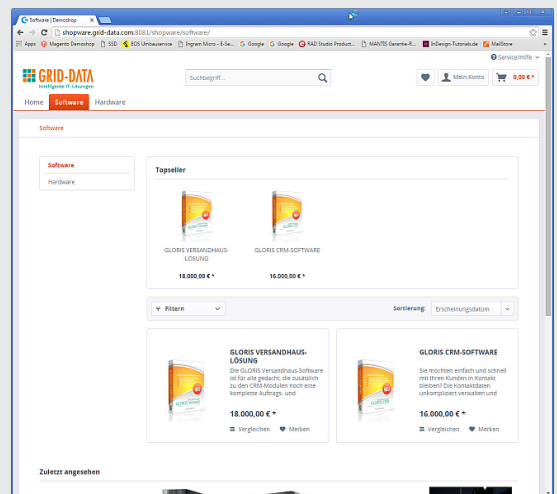 Software | Demoshop
shopware.grid-data.com:8081/shopware/software/
Apps Magento Demoshop SSD EOS Umbauservice Ingram Micro - E-Se... Google Google RAD Studio Product... MANTIS Garantie-R... InDesign-Tutorials.de MailStore
Service/Hilfe
GRID-DATA
Intelligente IT-Lösungen
Suchbegriff...
Mein Konto
0,00 € *
Home Software Hardware
Software
Software
Hardware
Topseller
GLORIS VERSANDHAUS-
LÖSUNG
18.000,00 € *
GLORIS CRM-SOFTWARE
16.000,00 € *
Filtern
Sortierung: Erscheinungsdatum
GLORIS VERSANDHAUS-
LÖSUNG
Die GLORIS Versandhaus-Software
ist für alle gedacht, die zusätzlich
zu den CRM-Modulen noch eine
komplette Auftrags- und
18.000,00 € *
Vergleichen Merken
GLORIS CRM-SOFTWARE
Sie möchten einfach und schnell
mit Ihren Kunden in Kontakt
bleiben? Die Kontaktdaten
unkompliziert verwalten und
16.000,00 € *
Vergleichen Merken
Zuletzt angesehen